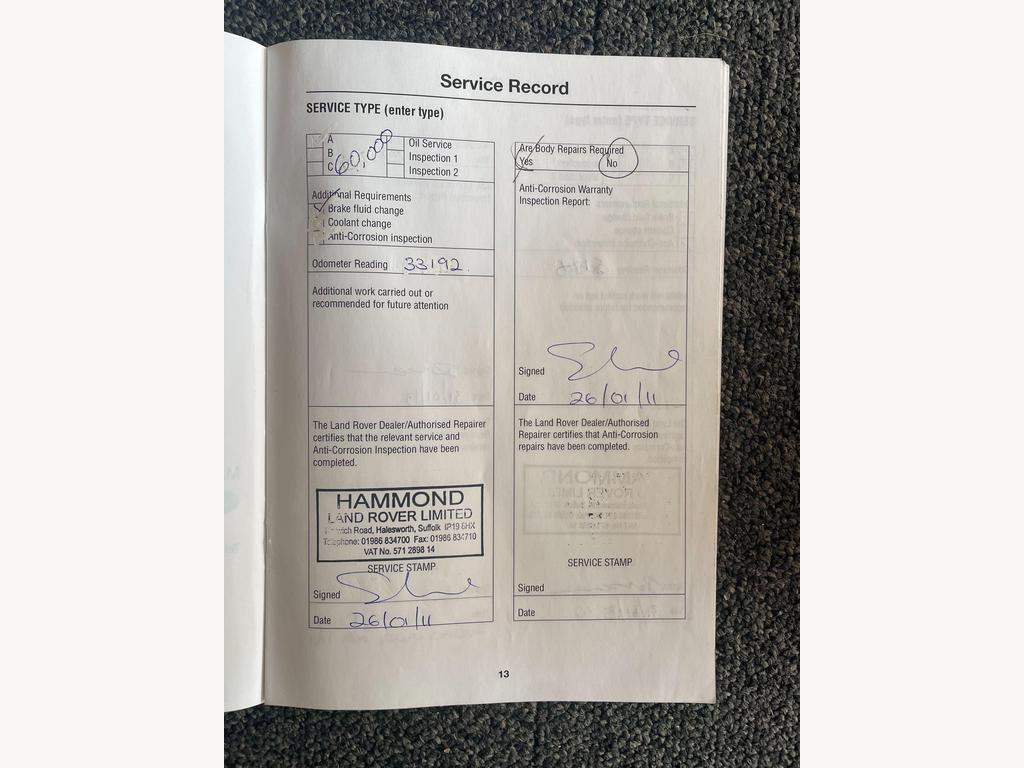 Service Record
SERVICE TYPE (enter type)
A
B
C
60,000
Oil Service
Inspection 1
Inspection 2
Additional Requirements
Brake fluid change
Coolant change
Anti-Corrosion inspection
Odometer Reading 33192
Additional work carried out or
recommended for future attention
The Land Rover Dealer/Authorised Repairer
certifies that the relevant service and
Anti-Corrosion Inspection have been
completed.
HAMMOND
LAND ROVER LIMITED
Road, Halesworth, Suffolk IP19 8HX
Telephone: 01986 834700 Fax: 01986 834710
VAT No. 571 2898 14
SERVICE STAMP
Signed
Date 26/01/11
Are Body Repairs Required
Yes No
Anti-Corrosion Warranty
Inspection Report:
Signed
Date 26/01/11
The Land Rover Dealer/Authorised
Repairer certifies that Anti-Corrosion
repairs have been completed.
SERVICE STAMP
Signed
Date
13